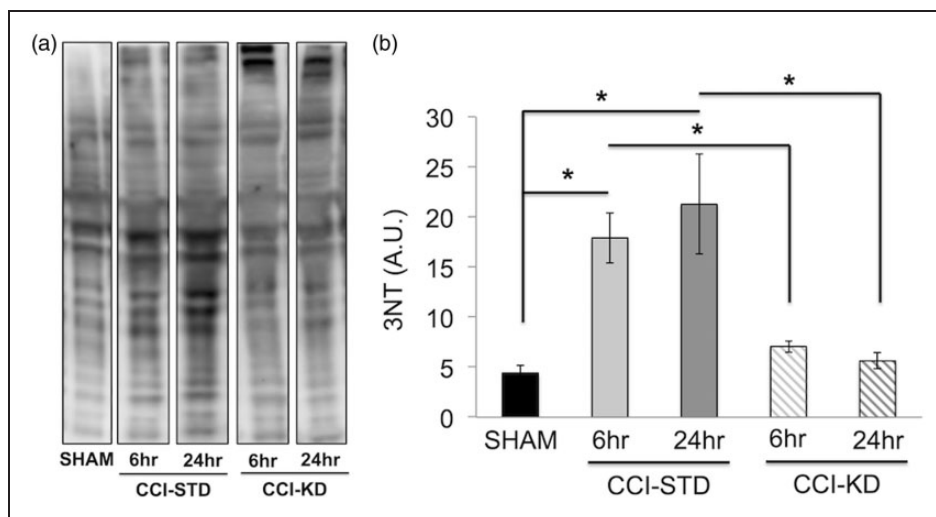 (a)
SHAM 6hr 24hr 6hr 24hr
CCI-STD CCI-KD
(b)
* *
*
*
30
25
20
15
10
5
0
3NT (A.U.)
SHAM 6hr 24hr 6hr 24hr
CCI-STD CCI-KD